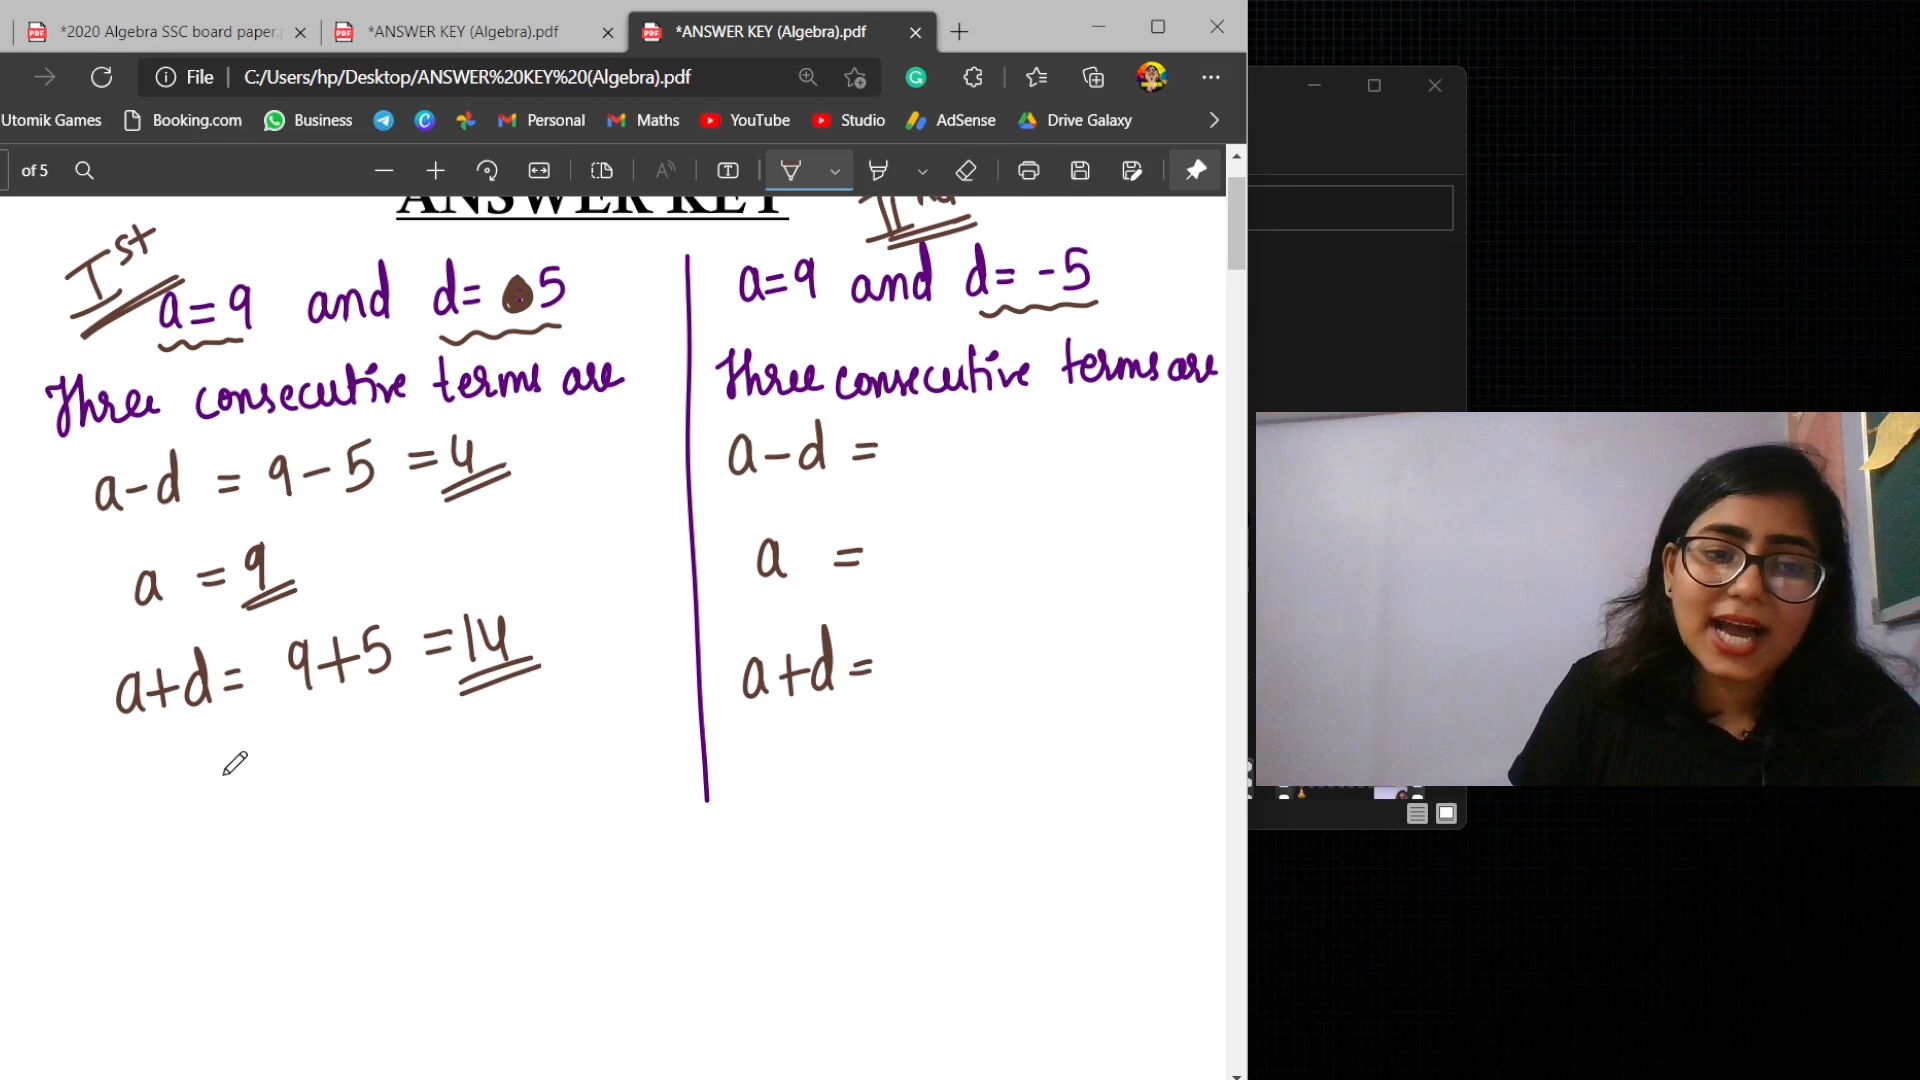 *2020 Algebra SSC board paper.p
*ANSWER KEY (Algebra).pdf
*ANSWER KEY (Algebra).pdf
File
C:/Users/hp/Desktop/ANSWER%20KEY%20(Algebra).pdf
Utomik Games
Booking.com
Business
Personal
Maths
YouTube
Studio
AdSense
Drive Galaxy
of 5
ANSWER KEY
Ist
a=9 and d= 5
Three consecutive terms are
a-d = 9-5 =4
a = 9
a+d= 9+5 =14
IInd
a=9 and d= -5
Three consecutive terms are
a-d =
a =
a+d=